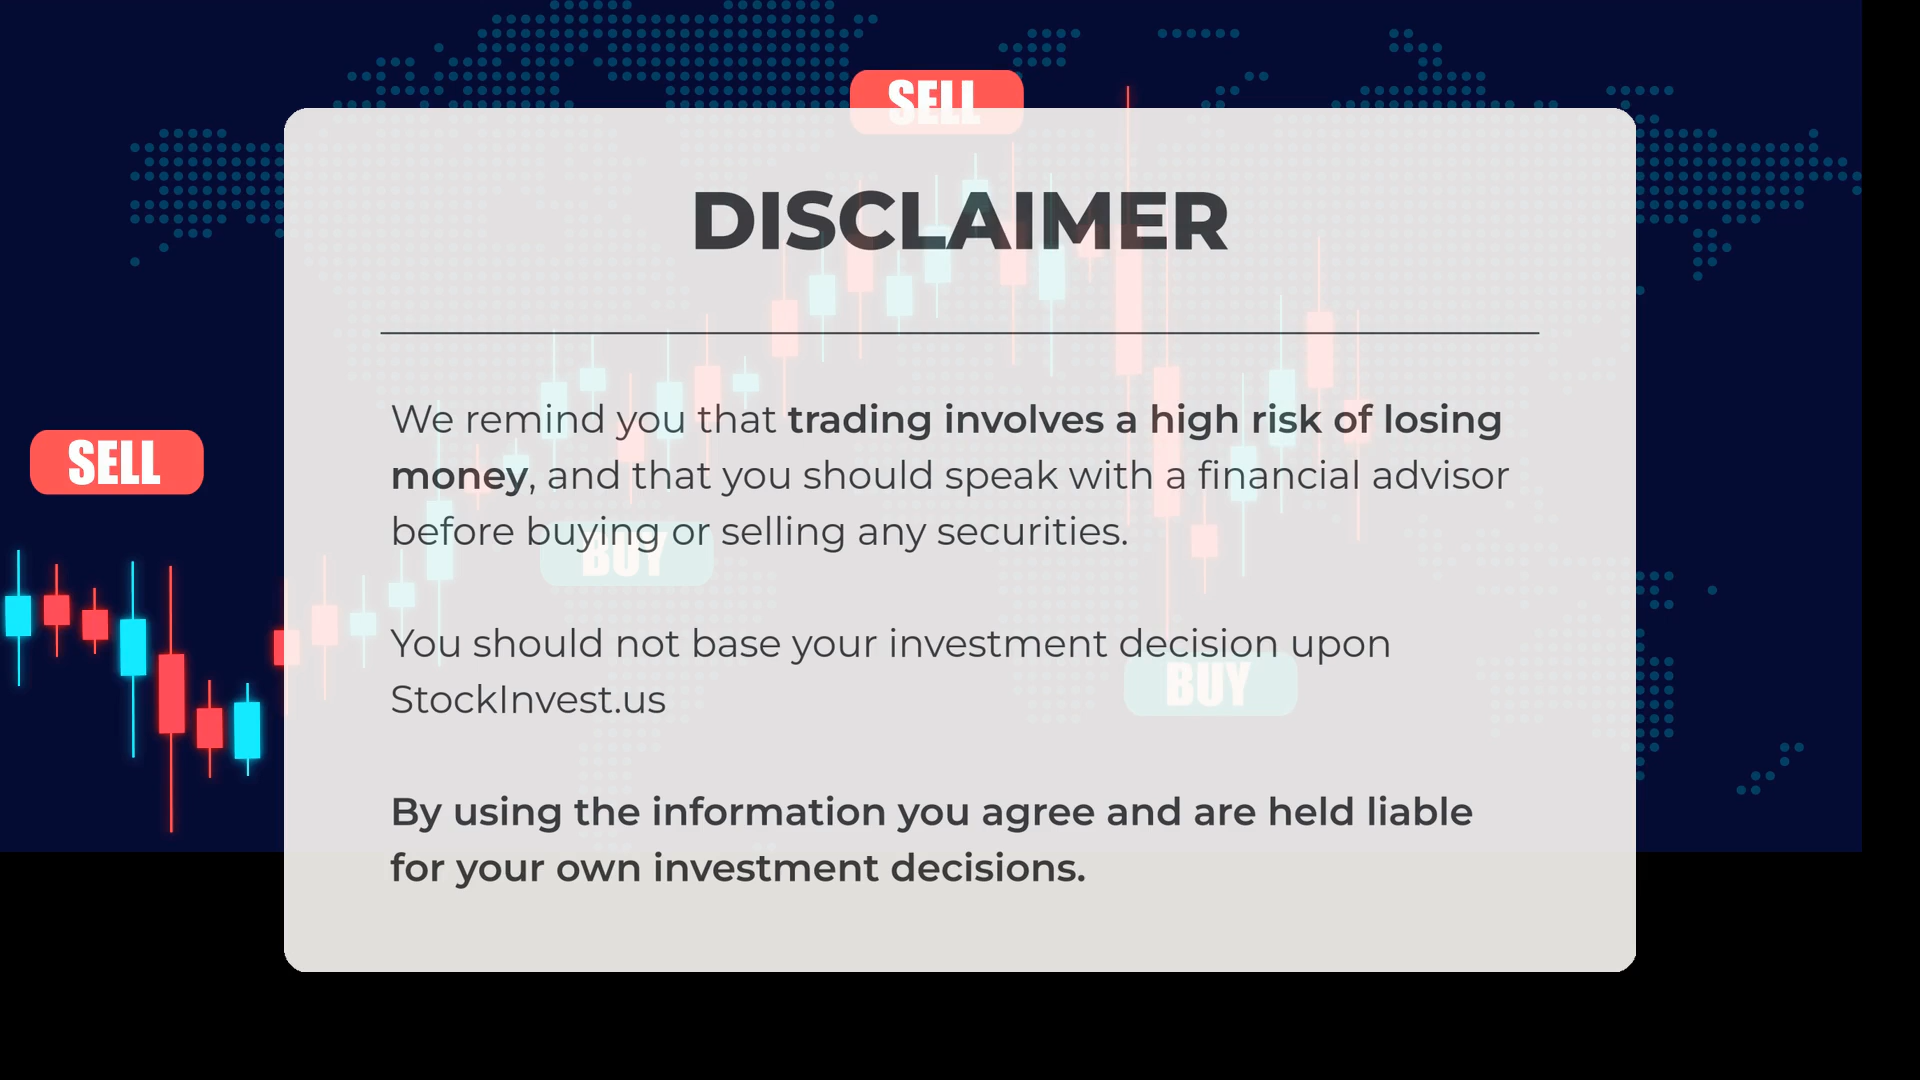 SELL
DISCLAIMER
We remind you that trading involves a high risk of losing
money, and that you should speak with a financial advisor
before buying or selling any securities.
SELL
BUY
You should not base your investment decision upon
StockInvest.us
BUY
By using the information you agree and are held liable
for your own investment decisions.